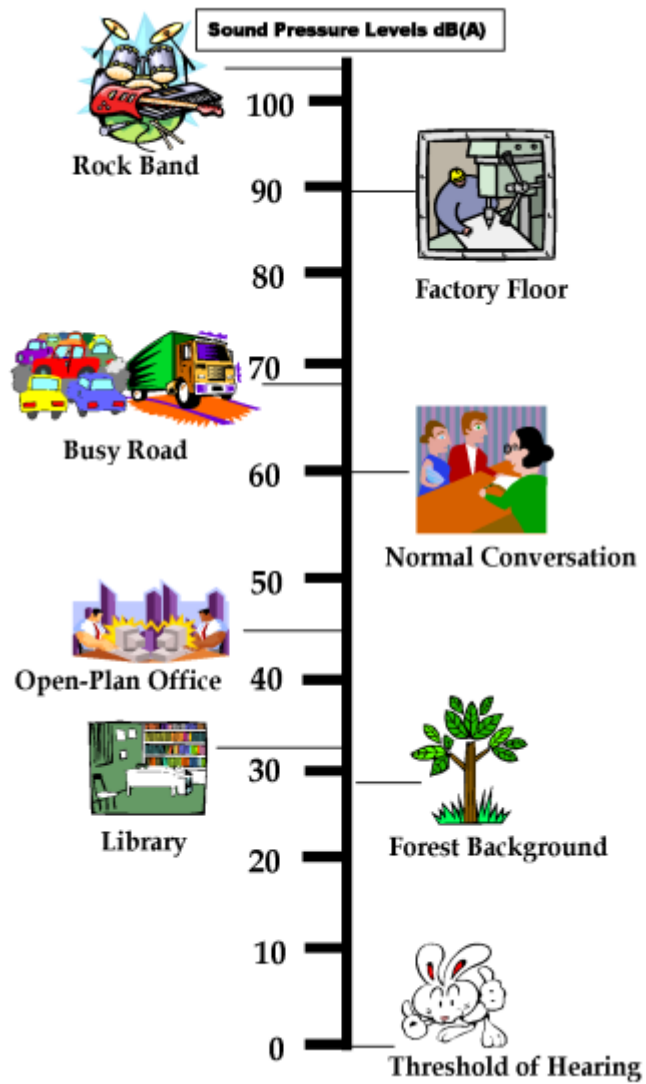 Sound Pressure Levels dB(A)
100
Rock Band
90
Factory Floor
80
70
Busy Road
60
Normal Conversation
50
Open-Plan Office
40
30
Library
Forest Background
20
10
0
Threshold of Hearing